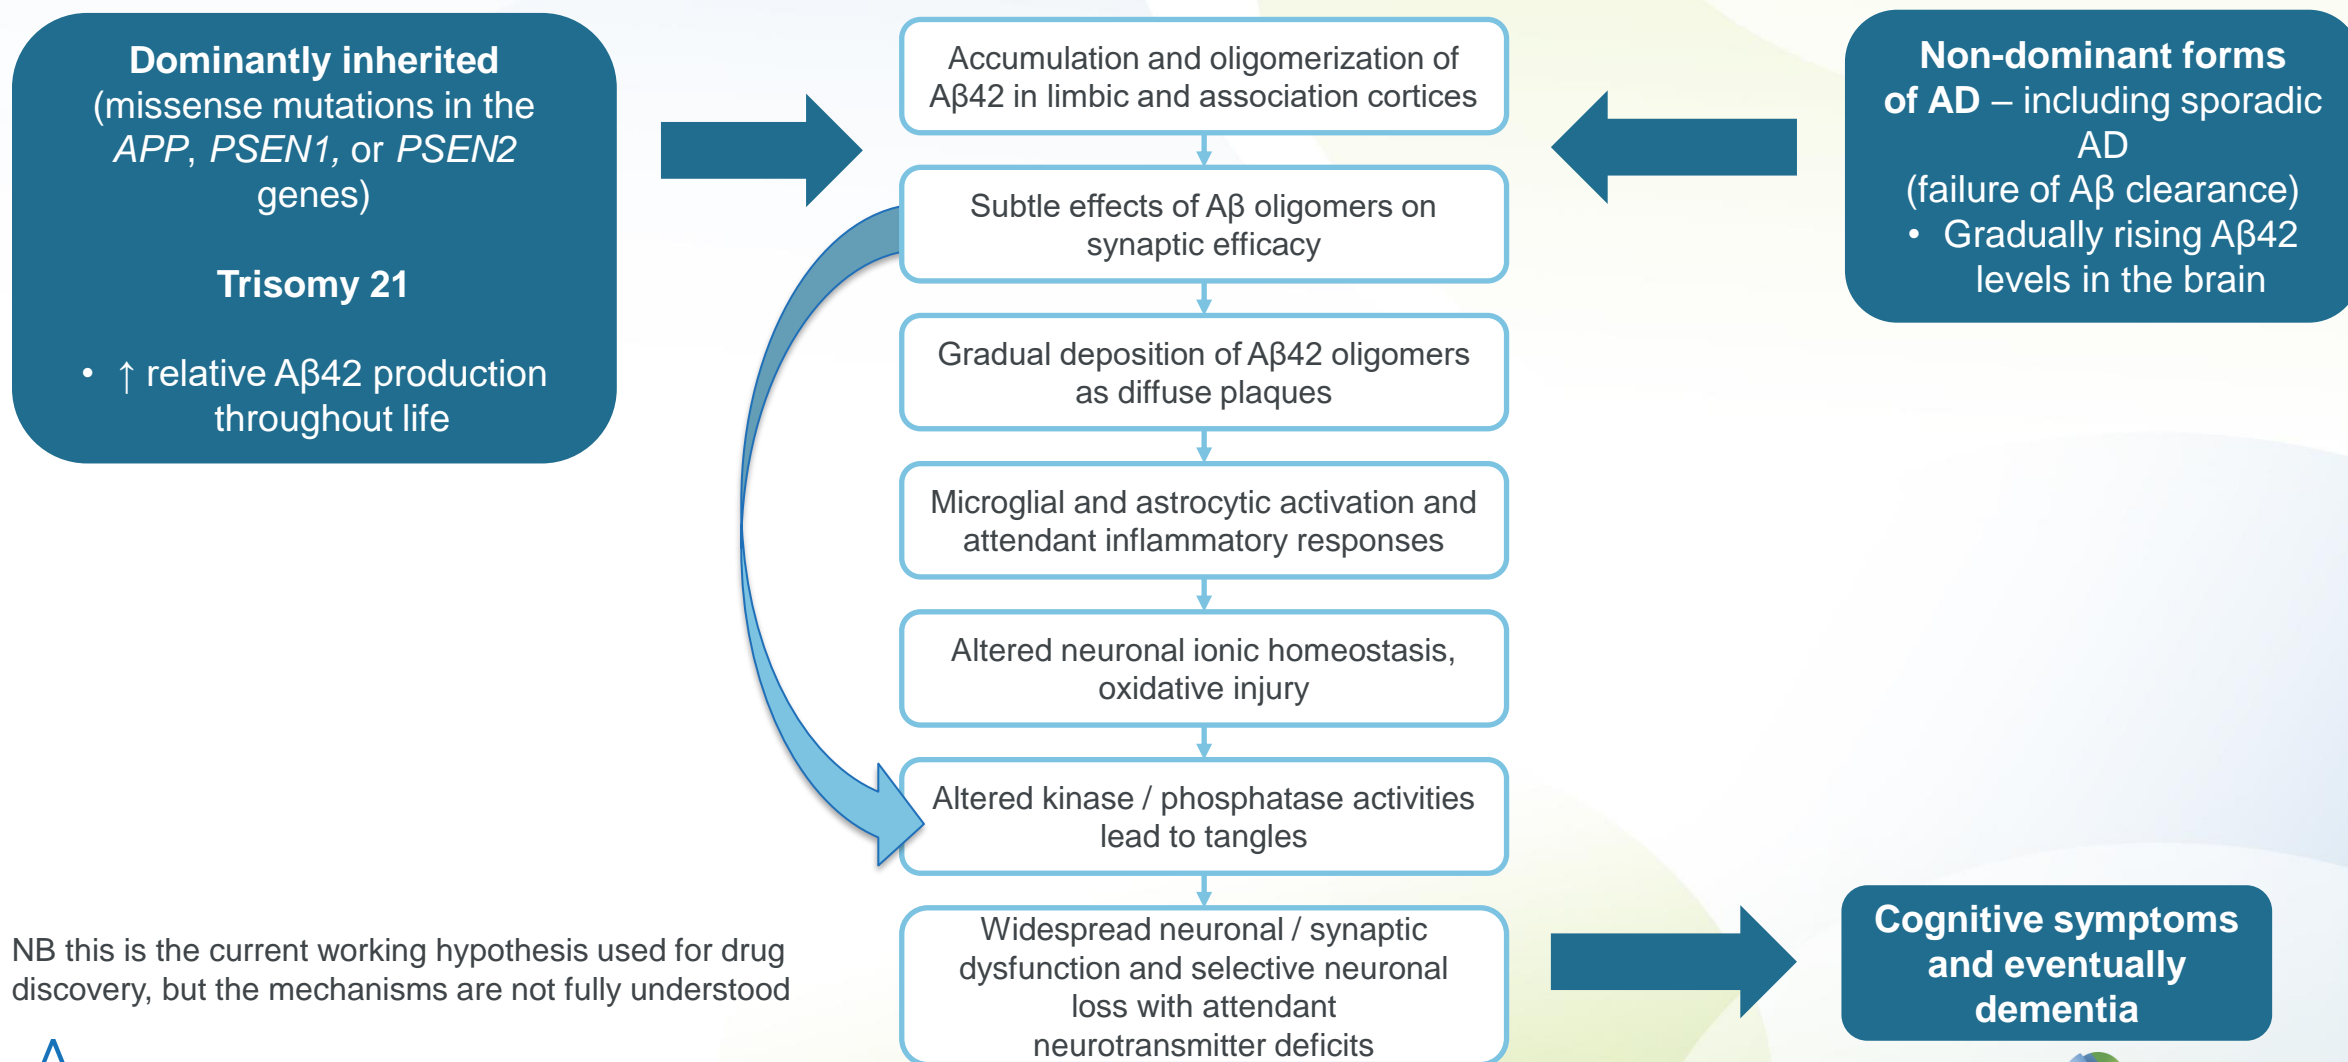 Dominantly inherited
(missense mutations in the
APP, PSEN1, or PSEN2
genes)
Trisomy 21
• ↑ relative Aβ42 production
throughout life
Accumulation and oligomerization of
Aβ42 in limbic and association cortices
Subtle effects of Aβ oligomers on
synaptic efficacy
Gradual deposition of Aβ42 oligomers
as diffuse plaques
Microglial and astrocytic activation and
attendant inflammatory responses
Altered neuronal ionic homeostasis,
oxidative injury
Altered kinase / phosphatase activities
lead to tangles
Widespread neuronal / synaptic
dysfunction and selective neuronal
loss with attendant
neurotransmitter deficits
Non-dominant forms
of AD – including sporadic
AD
(failure of Aβ clearance)
• Gradually rising Aβ42
levels in the brain
Cognitive symptoms
and eventually
dementia
NB this is the current working hypothesis used for drug
discovery, but the mechanisms are not fully understood